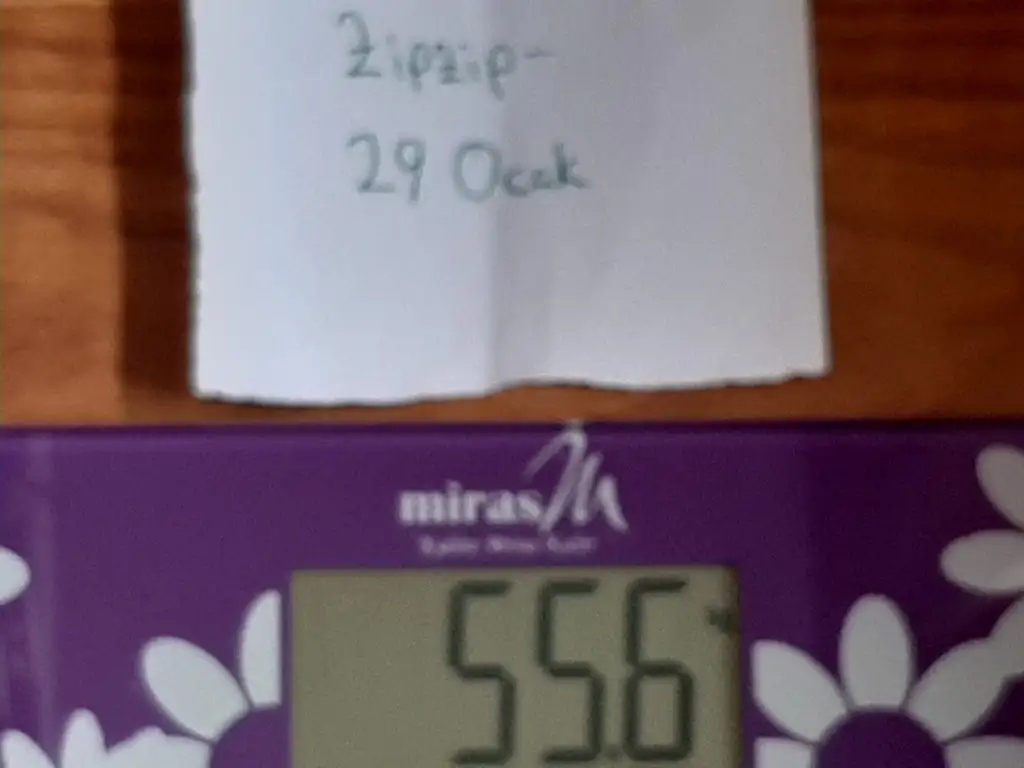 Zipzip-
29 Ocak
miras
55.6